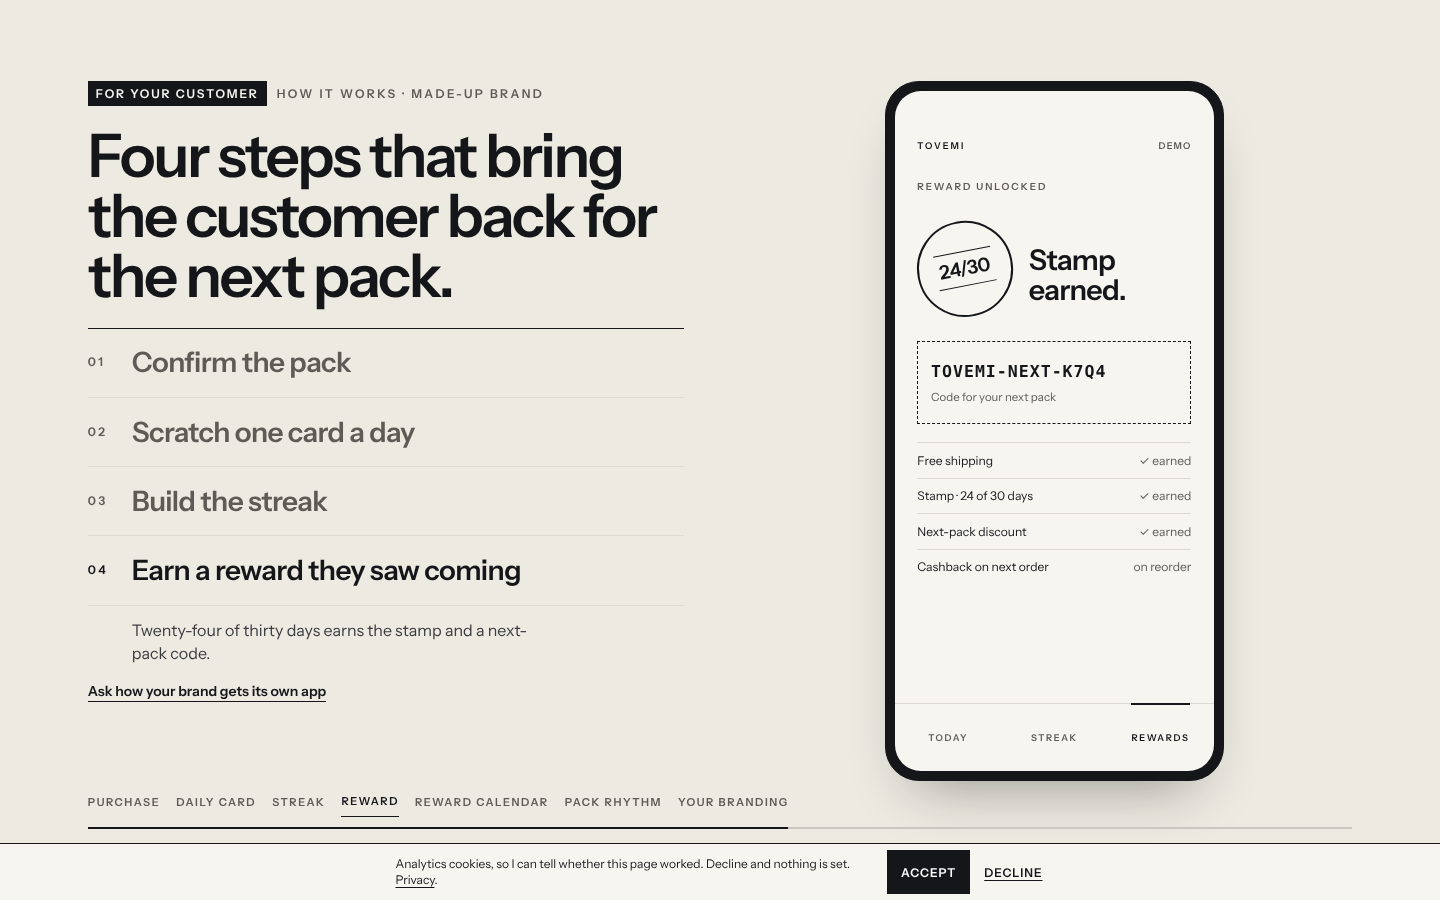 FOR YOUR CUSTOMER HOW IT WORKS · MADE-UP BRAND
Four steps that bring
the customer back for
the next pack.
01 Confirm the pack
02 Scratch one card a day
03 Build the streak
04 Earn a reward they saw coming
Twenty-four of thirty days earns the stamp and a next-
pack code.
Ask how your brand gets its own app
TOVEMI DEMO
REWARD UNLOCKED
24/30
Stamp
earned.
TOVEMI-NEXT-K7Q4
Code for your next pack
Free shipping ✓ earned
Stamp · 24 of 30 days ✓ earned
Next-pack discount ✓ earned
Cashback on next order on reorder
TODAY STREAK REWARDS
PURCHASE DAILY CARD STREAK REWARD REWARD CALENDAR PACK RHYTHM YOUR BRANDING
Analytics cookies, so I can tell whether this page worked. Decline and nothing is set.
Privacy.
ACCEPT DECLINE